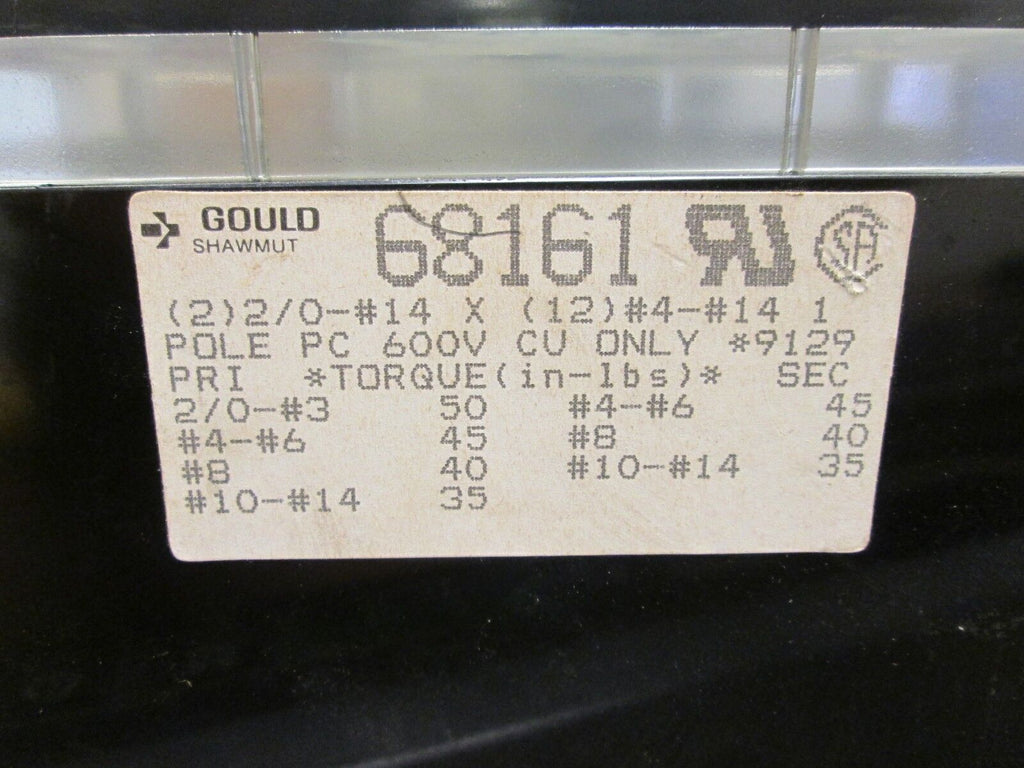 GOULD
SHAWMUT
68161
(2)2/0-#14 X (12)#4-#14 1
POLE PC 600V CU ONLY *9129
PRI *TORQUE(in-lbs)* SEC
2/0-#3 50 #4-#6 45
#4-#6 45 #8 40
#8 40 #10-#14 35
#10-#14 35